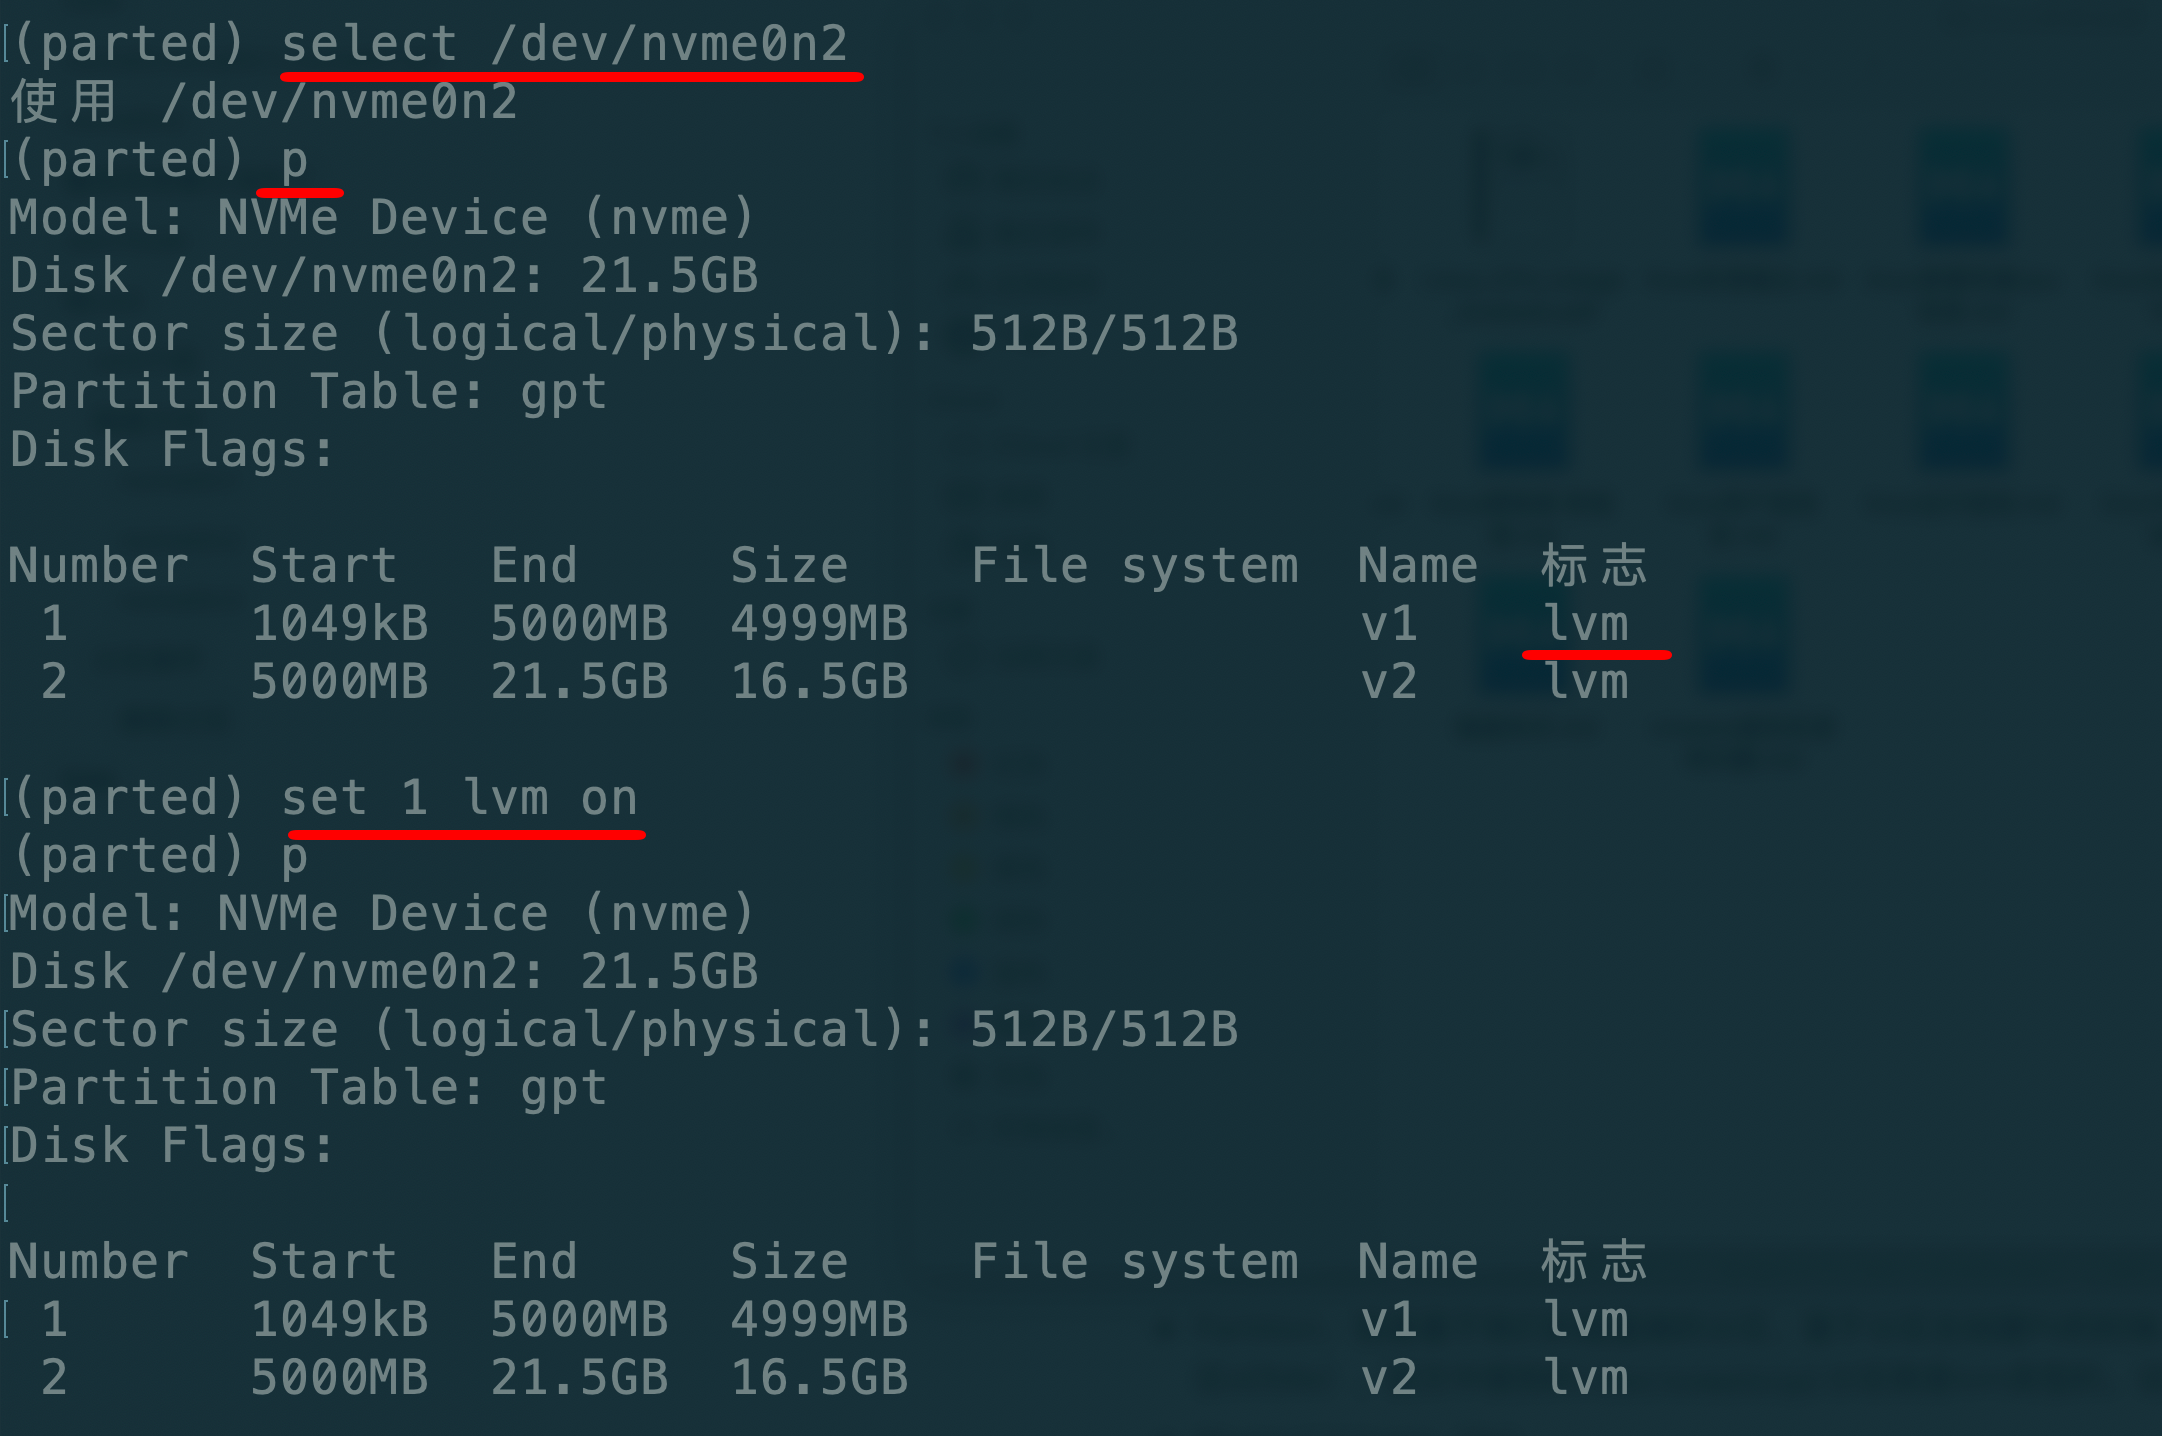 (parted) select /dev/nvme0n2
使用 /dev/nvme0n2
(parted) p
Model: NVMe Device (nvme)
Disk /dev/nvme0n2: 21.5GB
Sector size (logical/physical): 512B/512B
Partition Table: gpt
Disk Flags:
Number Start End Size File system Name 标志
1 1049kB 5000MB 4999MB v1 lvm
2 5000MB 21.5GB 16.5GB v2 lvm
(parted) set 1 lvm on
(parted) p
Model: NVMe Device (nvme)
Disk /dev/nvme0n2: 21.5GB
Sector size (logical/physical): 512B/512B
Partition Table: gpt
Disk Flags:
Number Start End Size File system Name 标志
1 1049kB 5000MB 4999MB v1 lvm
2 5000MB 21.5GB 16.5GB v2 lvm